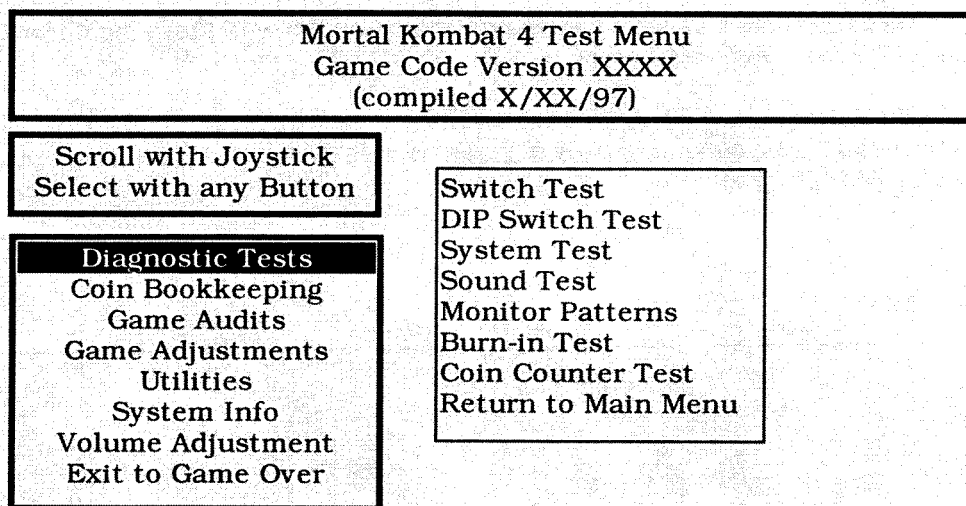 Mortal Kombat 4 Test Menu
Game Code Version XXXX
(compiled X/XX/97)
Scroll with Joystick
Select with any Button
Diagnostic Tests
Coin Bookkeeping
Game Audits
Game Adjustments
Utilities
System Info
Volume Adjustment
Exit to Game Over
Switch Test
DIP Switch Test
System Test
Sound Test
Monitor Patterns
Burn-in Test
Coin Counter Test
Return to Main Menu